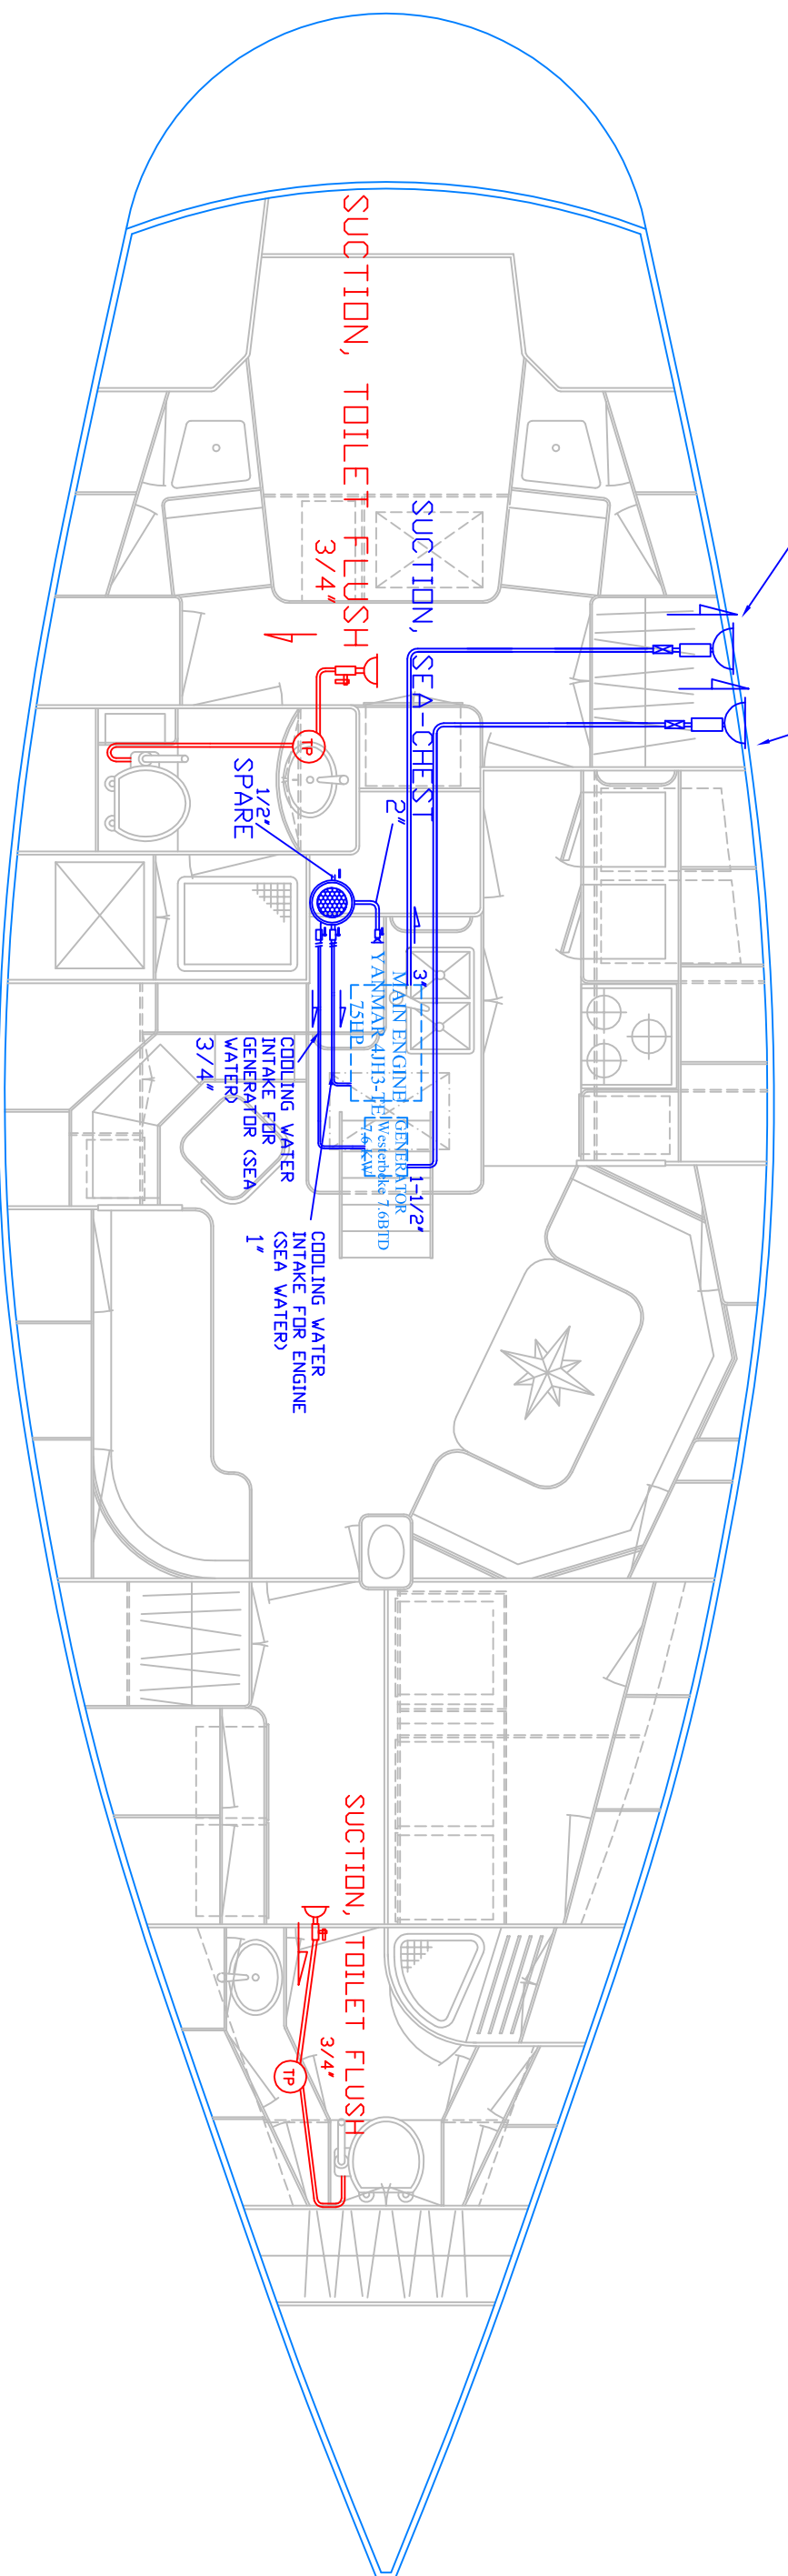 SUCTION, TOILET FLUSH
3/4"
SUCTION, SEA-CHEST
2"
TP
1/2"
SPARE
3"
MAIN ENGINE
YANMAR 4JH3-TE
75HP
GENERATOR
Westerbeke 7.6BTD
7.6 KW
1-1/2"
COOLING WATER
INTAKE FOR
GENERATOR (SEA
WATER)
3/4"
COOLING WATER
INTAKE FOR ENGINE
(SEA WATER)
1"
SUCTION, TOILET FLUSH
3/4"
TP